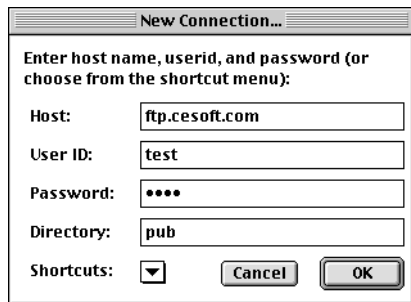 New Connection...
Enter host name, userid, and password (or
choose from the shortcut menu):
Host: ftp.cesoft.com
User ID: test
Password: ••••
Directory: pub
Shortcuts: Cancel OK